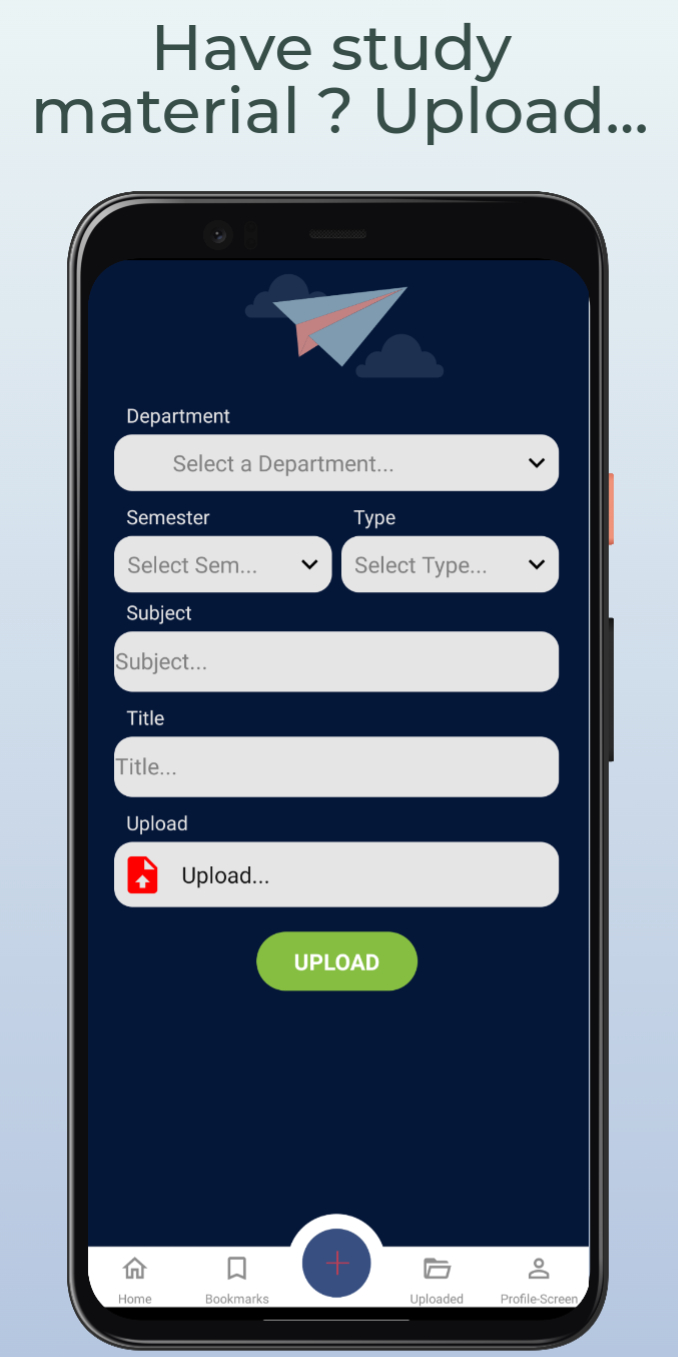 Have study
material ? Upload...
Department
Select a Department...
Semester Type
Select Sem... Select Type...
Subject
Subject...
Title
Title...
Upload
Upload...
UPLOAD
Home Bookmarks Uploaded Profile-Screen